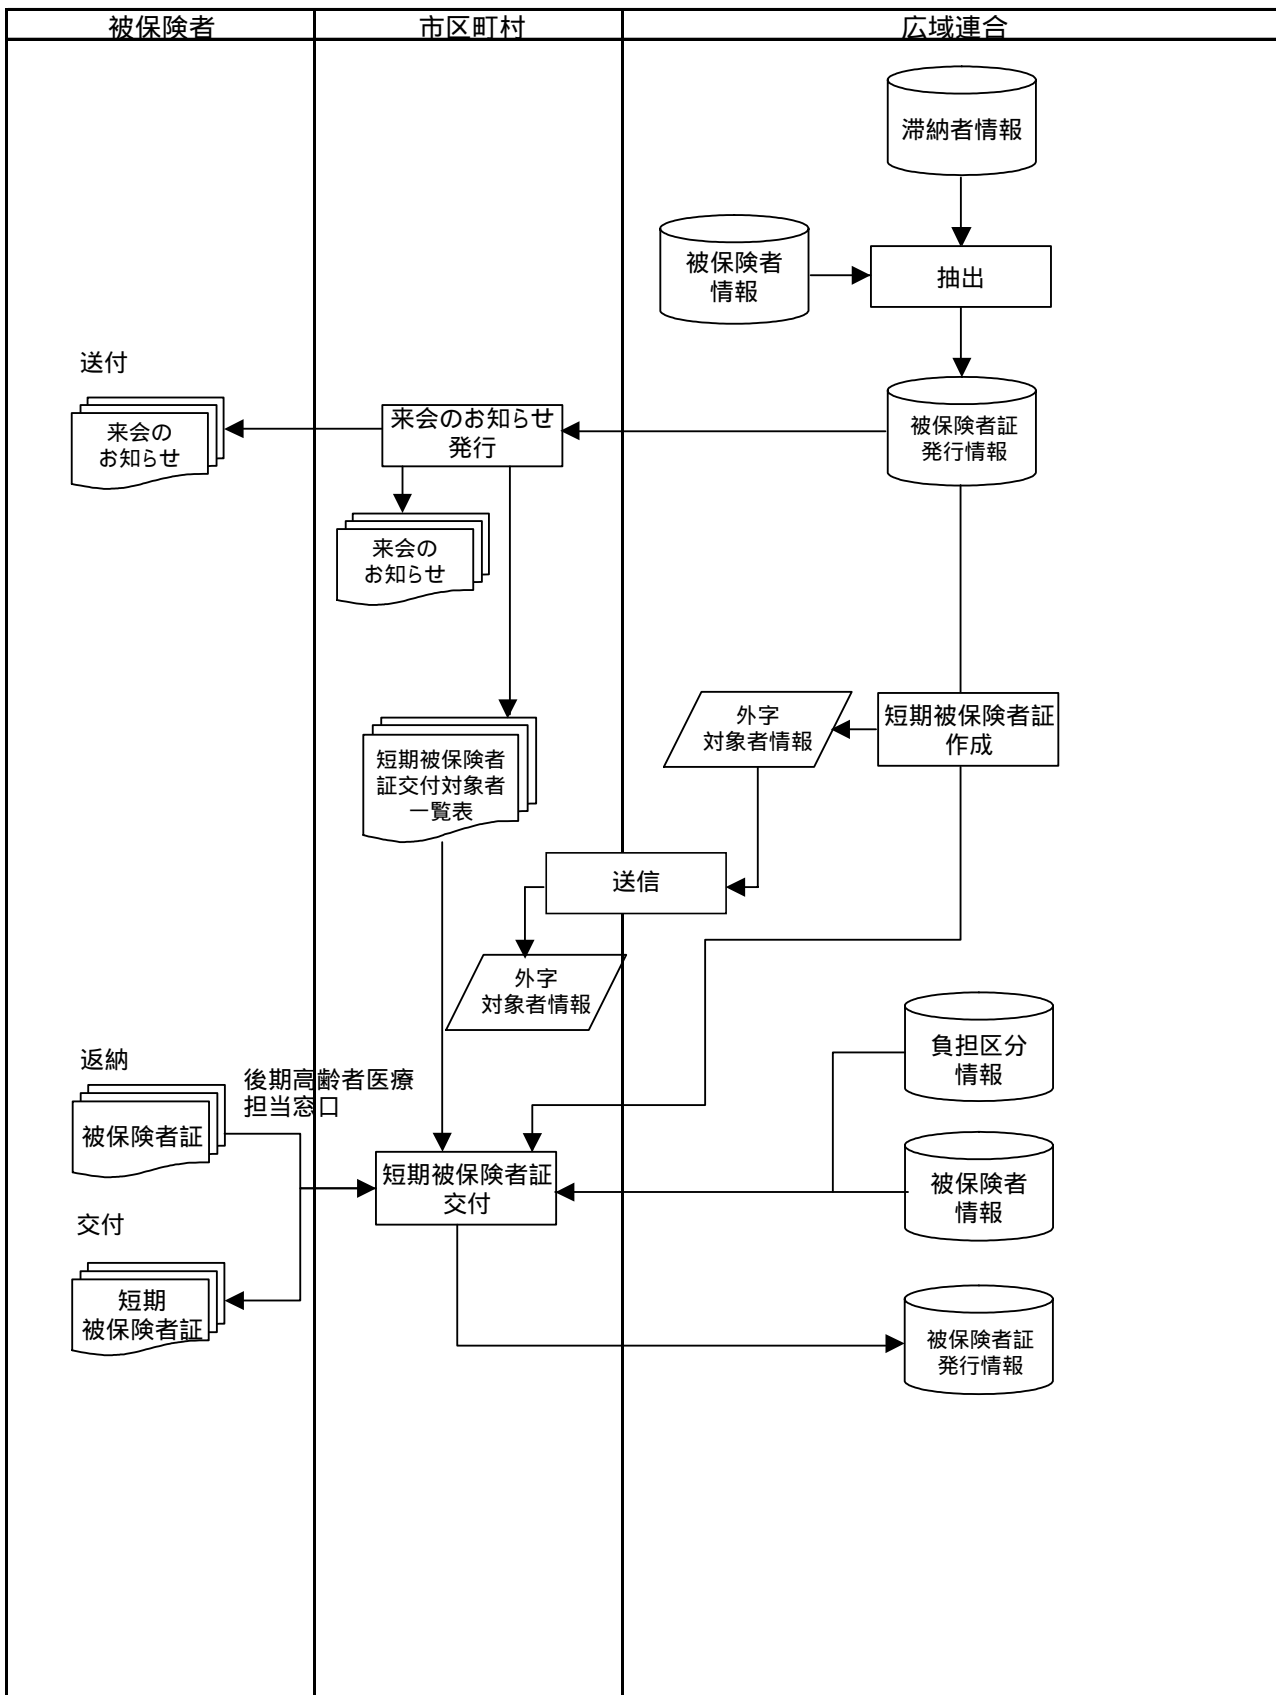 被保険者
市区町村
広域連合
滞納者情報
被保険者
情報
抽出
送付
来会の
お知らせ
来会のお知らせ
発行
被保険者証
発行情報
来会の
お知らせ
外字
対象者情報
短期被保険者証
作成
短期被保険者
証交付対象者
一覧表
送信
外字
対象者情報
負担区分
情報
返納
後期高齢者医療
担当窓口
被保険者証
短期被保険者証
交付
被保険者
情報
交付
短期
被保険者証
被保険者証
発行情報